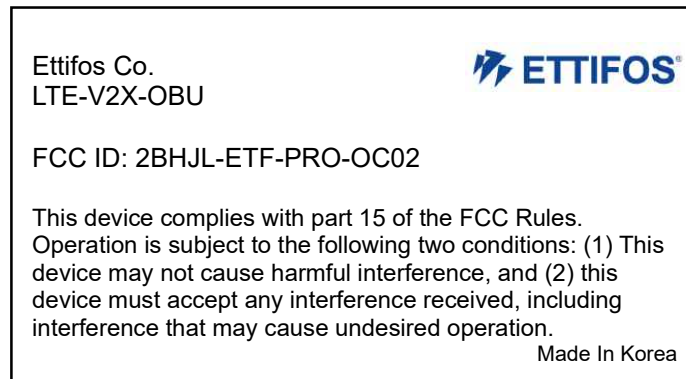 Ettifos Co.
ETTIFOS®
LTE-V2X-OBU
FCC ID: 2BHJL-ETF-PRO-OC02
This device complies with part 15 of the FCC Rules.
Operation is subject to the following two conditions: (1) This
device may not cause harmful interference, and (2) this
device must accept any interference received, including
interference that may cause undesired operation.
Made In Korea